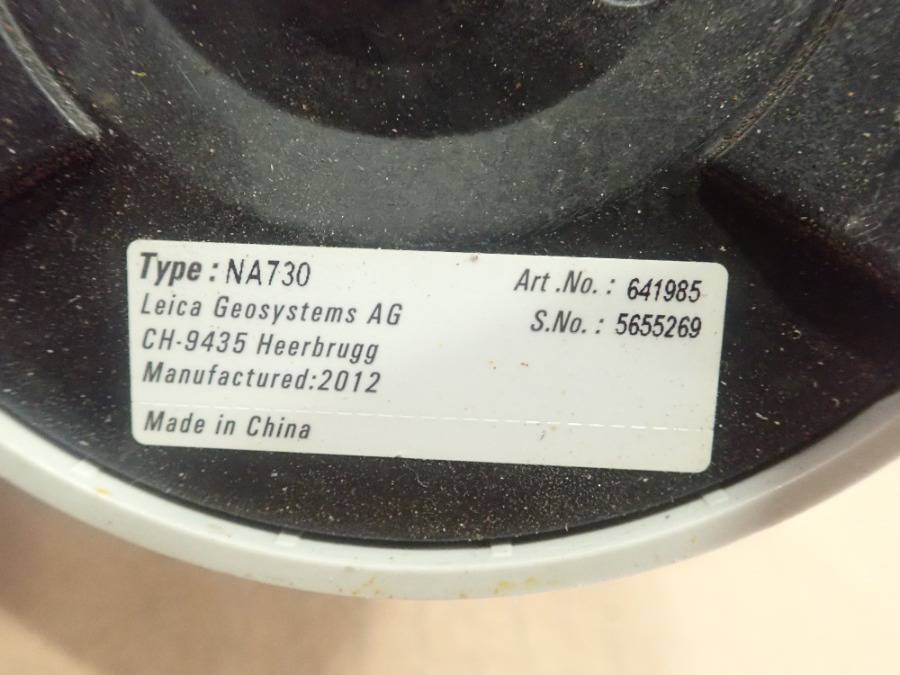 Type : NA730
Leica Geosystems AG
CH-9435 Heerbrugg
Manufactured:2012
Made in China
Art .No. : 641985
S.No. : 5655269